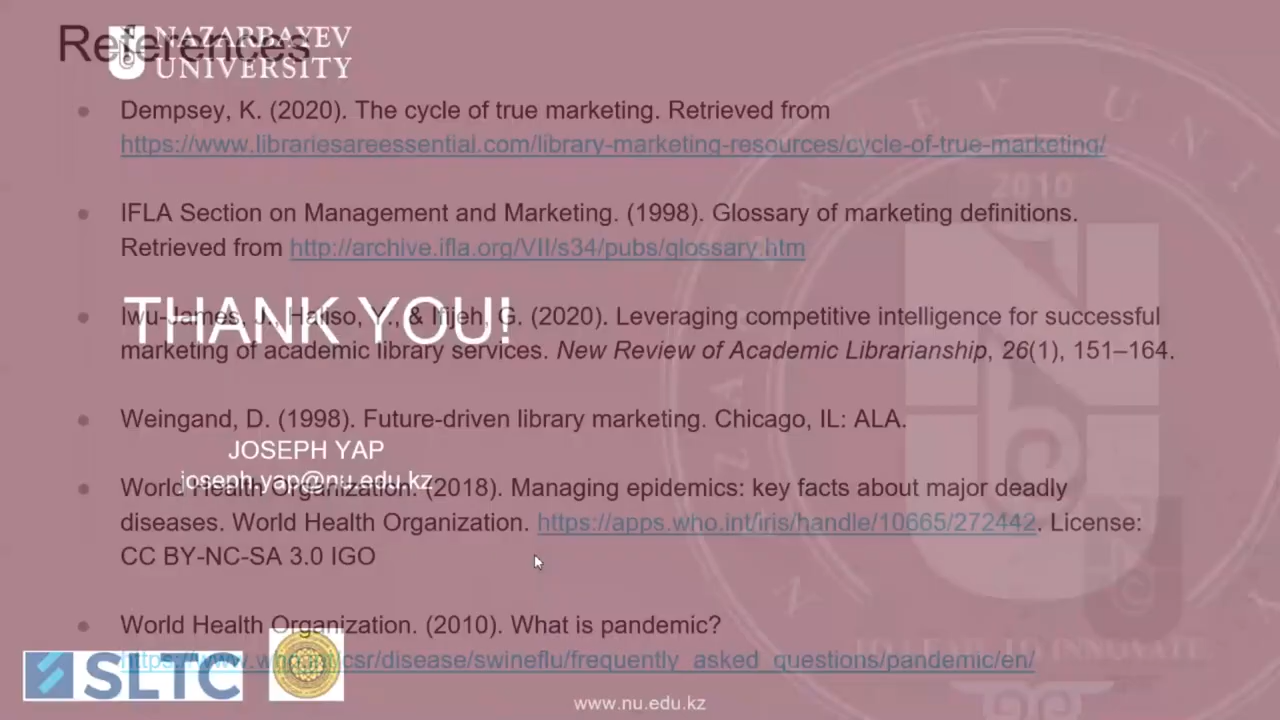 References
NAZARBAYEV
UNIVERSITY
Dempsey, K. (2020). The cycle of true marketing. Retrieved from
https://www.librariesareessential.com/library-marketing-resources/cycle-of-true-marketing/
IFLA Section on Management and Marketing. (1998). Glossary of marketing definitions.
Retrieved from http://archive.ifla.org/VII/s34/pubs/glossary.htm
THANK YOU!
Iwu-James, J., Haliso, Y., & Ifijeh, G. (2020). Leveraging competitive intelligence for successful
marketing of academic library services. New Review of Academic Librarianship, 26(1), 151–164.
Weingand, D. (1998). Future-driven library marketing. Chicago, IL: ALA.
JOSEPH YAP
joseph.yap@nu.edu.kz
World Health Organization. (2018). Managing epidemics: key facts about major deadly
diseases. World Health Organization. https://apps.who.int/iris/handle/10665/272442. License:
CC BY-NC-SA 3.0 IGO
World Health Organization. (2010). What is pandemic?
/csr/disease/swineflu/frequently_asked_questions/pandemic/en/
SLTC
www.nu.edu.kz
2010